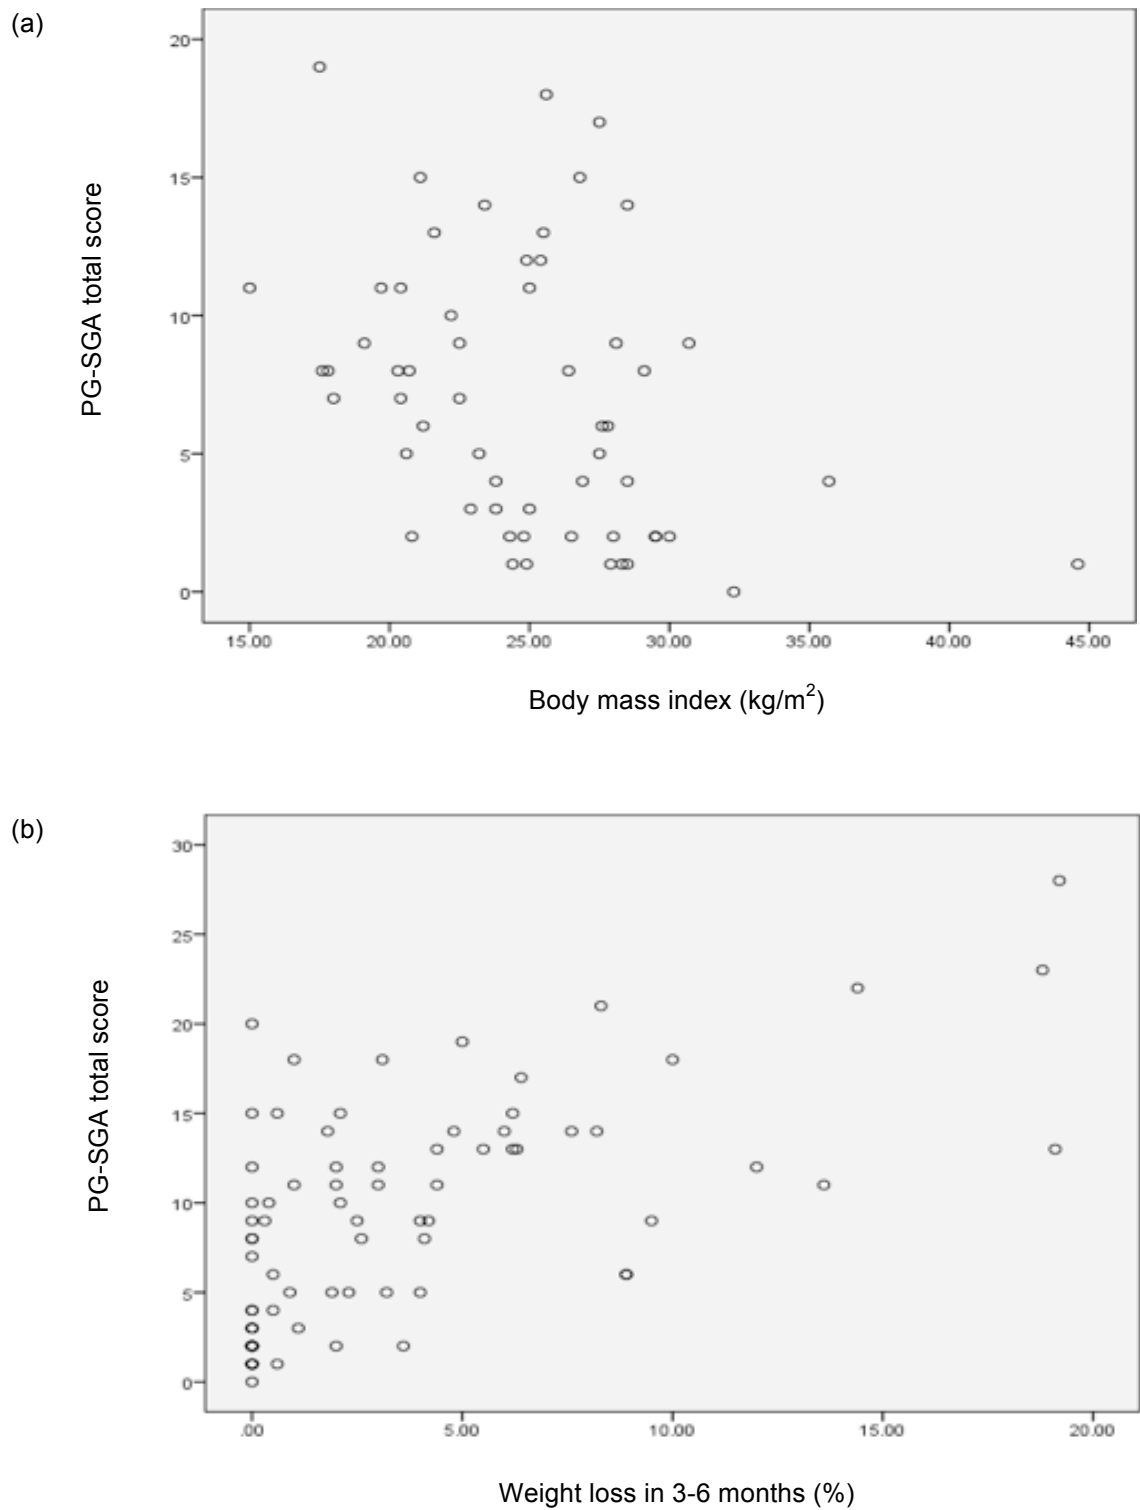 (a)
20
15
10
5
0
PG-SGA total score
15.00 20.00 25.00 30.00 35.00 40.00 45.00
Body mass index (kg/m²)
(b)
30
25
20
15
10
5
0
PG-SGA total score
.00 5.00 10.00 15.00 20.00
Weight loss in 3-6 months (%)